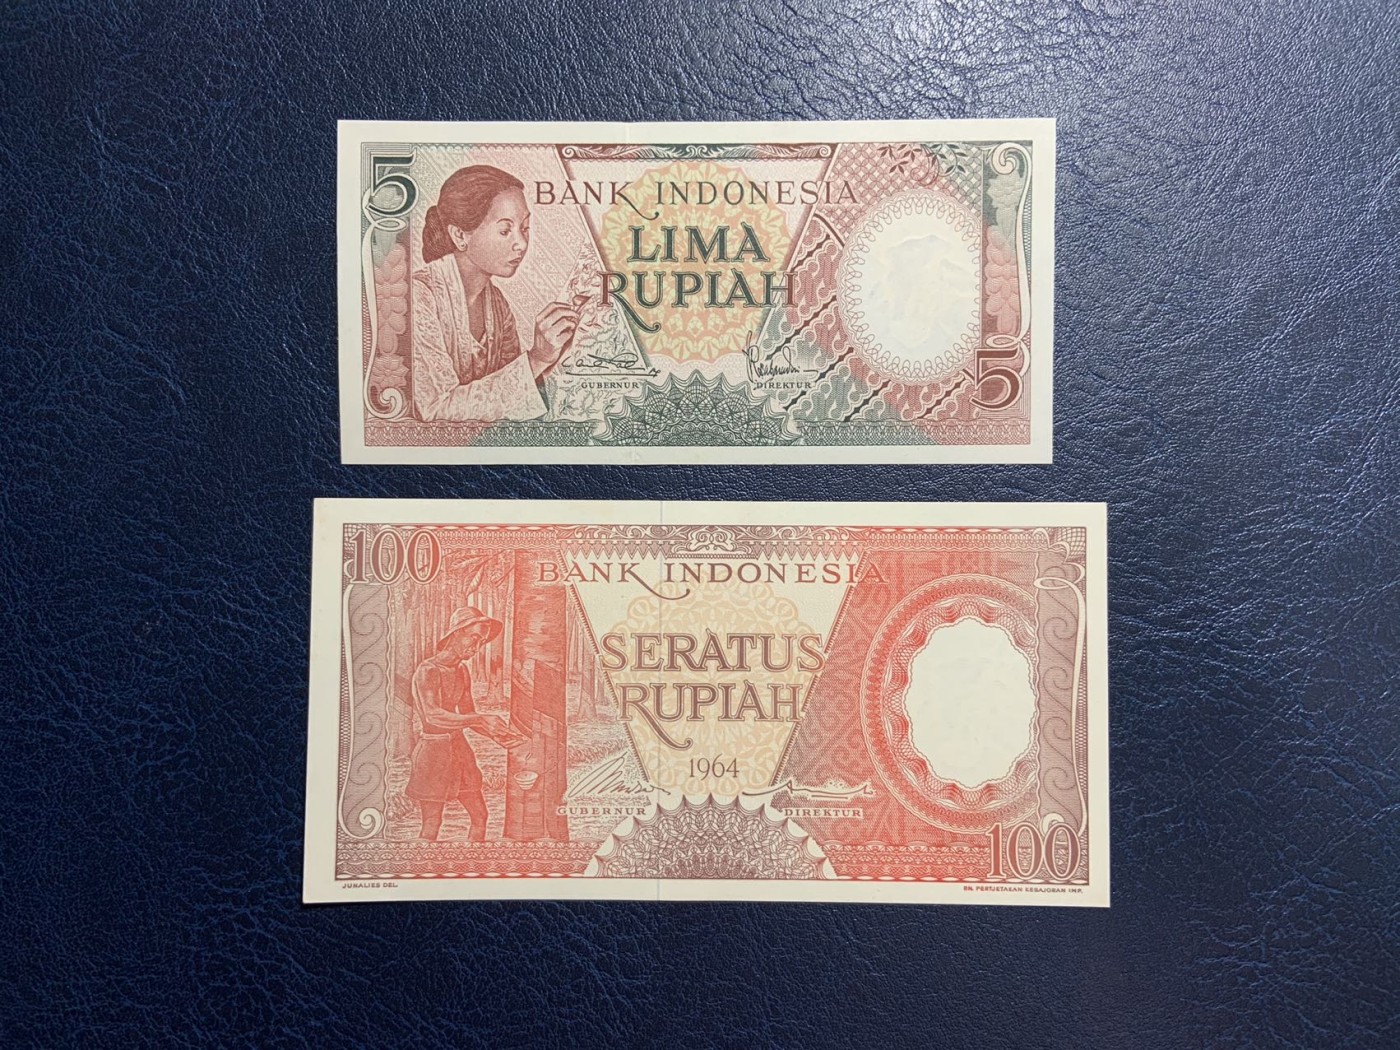 5
BANK INDONESIA
LIMA
RUPIAH
GUBERNUR
DIREKTUR
5
100
BANK INDONESIA
SERATUS
RUPIAH
1964
GUBERNUR
DIREKTUR
100
JUNALIES DEL.
PN. PERTJETAKAN KEBAJORAN IMP.